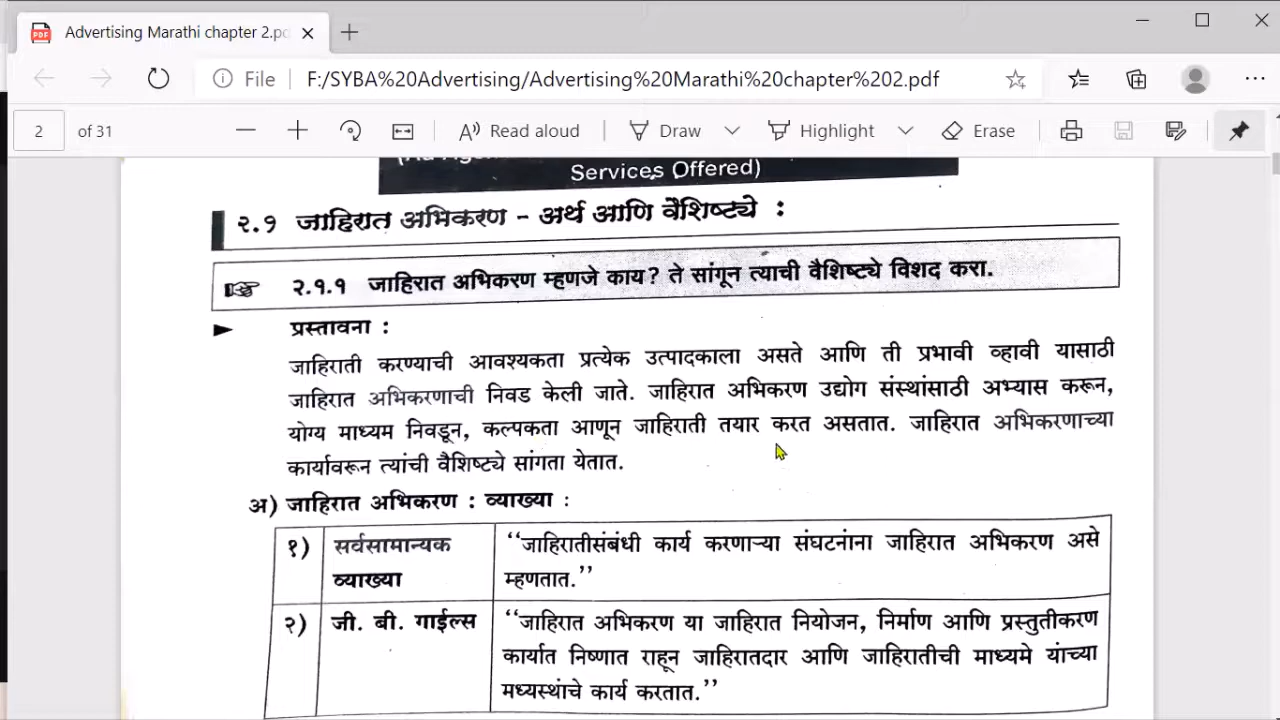 Advertising Marathi chapter 2.pd
File
F:/SYBA%20Advertising/Advertising%20Marathi%20chapter%202.pdf
2 of 31
Read aloud Draw Highlight Erase
Services Offered)
२.१ जाहिरात अभिकरण - अर्थ आणि वैशिष्ट्ये :
२.१.१ जाहिरात अभिकरण म्हणजे काय? ते सांगून त्याची वैशिष्ट्ये विशद करा.
प्रस्तावना :
जाहिराती करण्याची आवश्यकता प्रत्येक उत्पादकाला असते आणि ती प्रभावी व्हावी यासाठी
जाहिरात अभिकरणाची निवड केली जाते. जाहिरात अभिकरण उद्योग संस्थांसाठी अभ्यास करून,
योग्य माध्यम निवडून, कल्पकता आणून जाहिराती तयार करत असतात. जाहिरात अभिकरणाच्या
कार्यावरून त्यांची वैशिष्ट्ये सांगता येतात.
अ) जाहिरात अभिकरण : व्याख्या :
१) सर्वसामान्यक ‘‘जाहिरातीसंबंधी कार्य करणाऱ्या संघटनांना जाहिरात अभिकरण असे
व्याख्या म्हणतात.’’
२) जी. बी. गाईल्स ‘‘जाहिरात अभिकरण या जाहिरात नियोजन, निर्माण आणि प्रस्तुतीकरण
कार्यात निष्णात राहून जाहिरातदार आणि जाहिरातीची माध्यमे यांच्या
मध्यस्थांचे कार्य करतात.’’